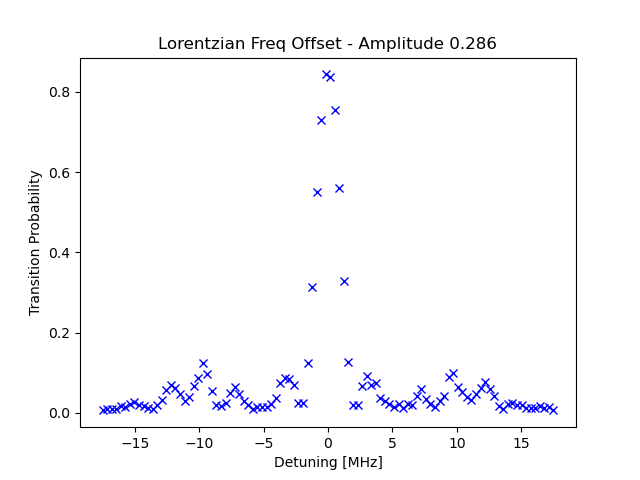 Lorentzian Freq Offset - Amplitude 0.286
Transition Probability
0.8
0.6
0.4
0.2
0.0
−15 −10 −5 0 5 10 15
Detuning [MHz]